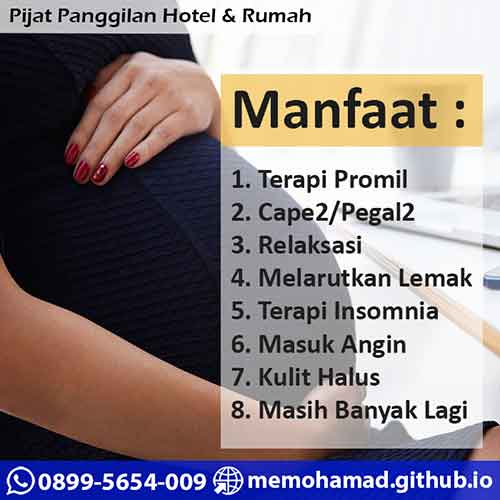 Pijat Panggilan Hotel & Rumah
Manfaat :
1. Terapi Promil
2. Cape2/Pegal2
3. Relaksasi
4. Melarutkan Lemak
5. Terapi Insomnia
6. Masuk Angin
7. Kulit Halus
8. Masih Banyak Lagi
0899-5654-009 memohamad.github.io